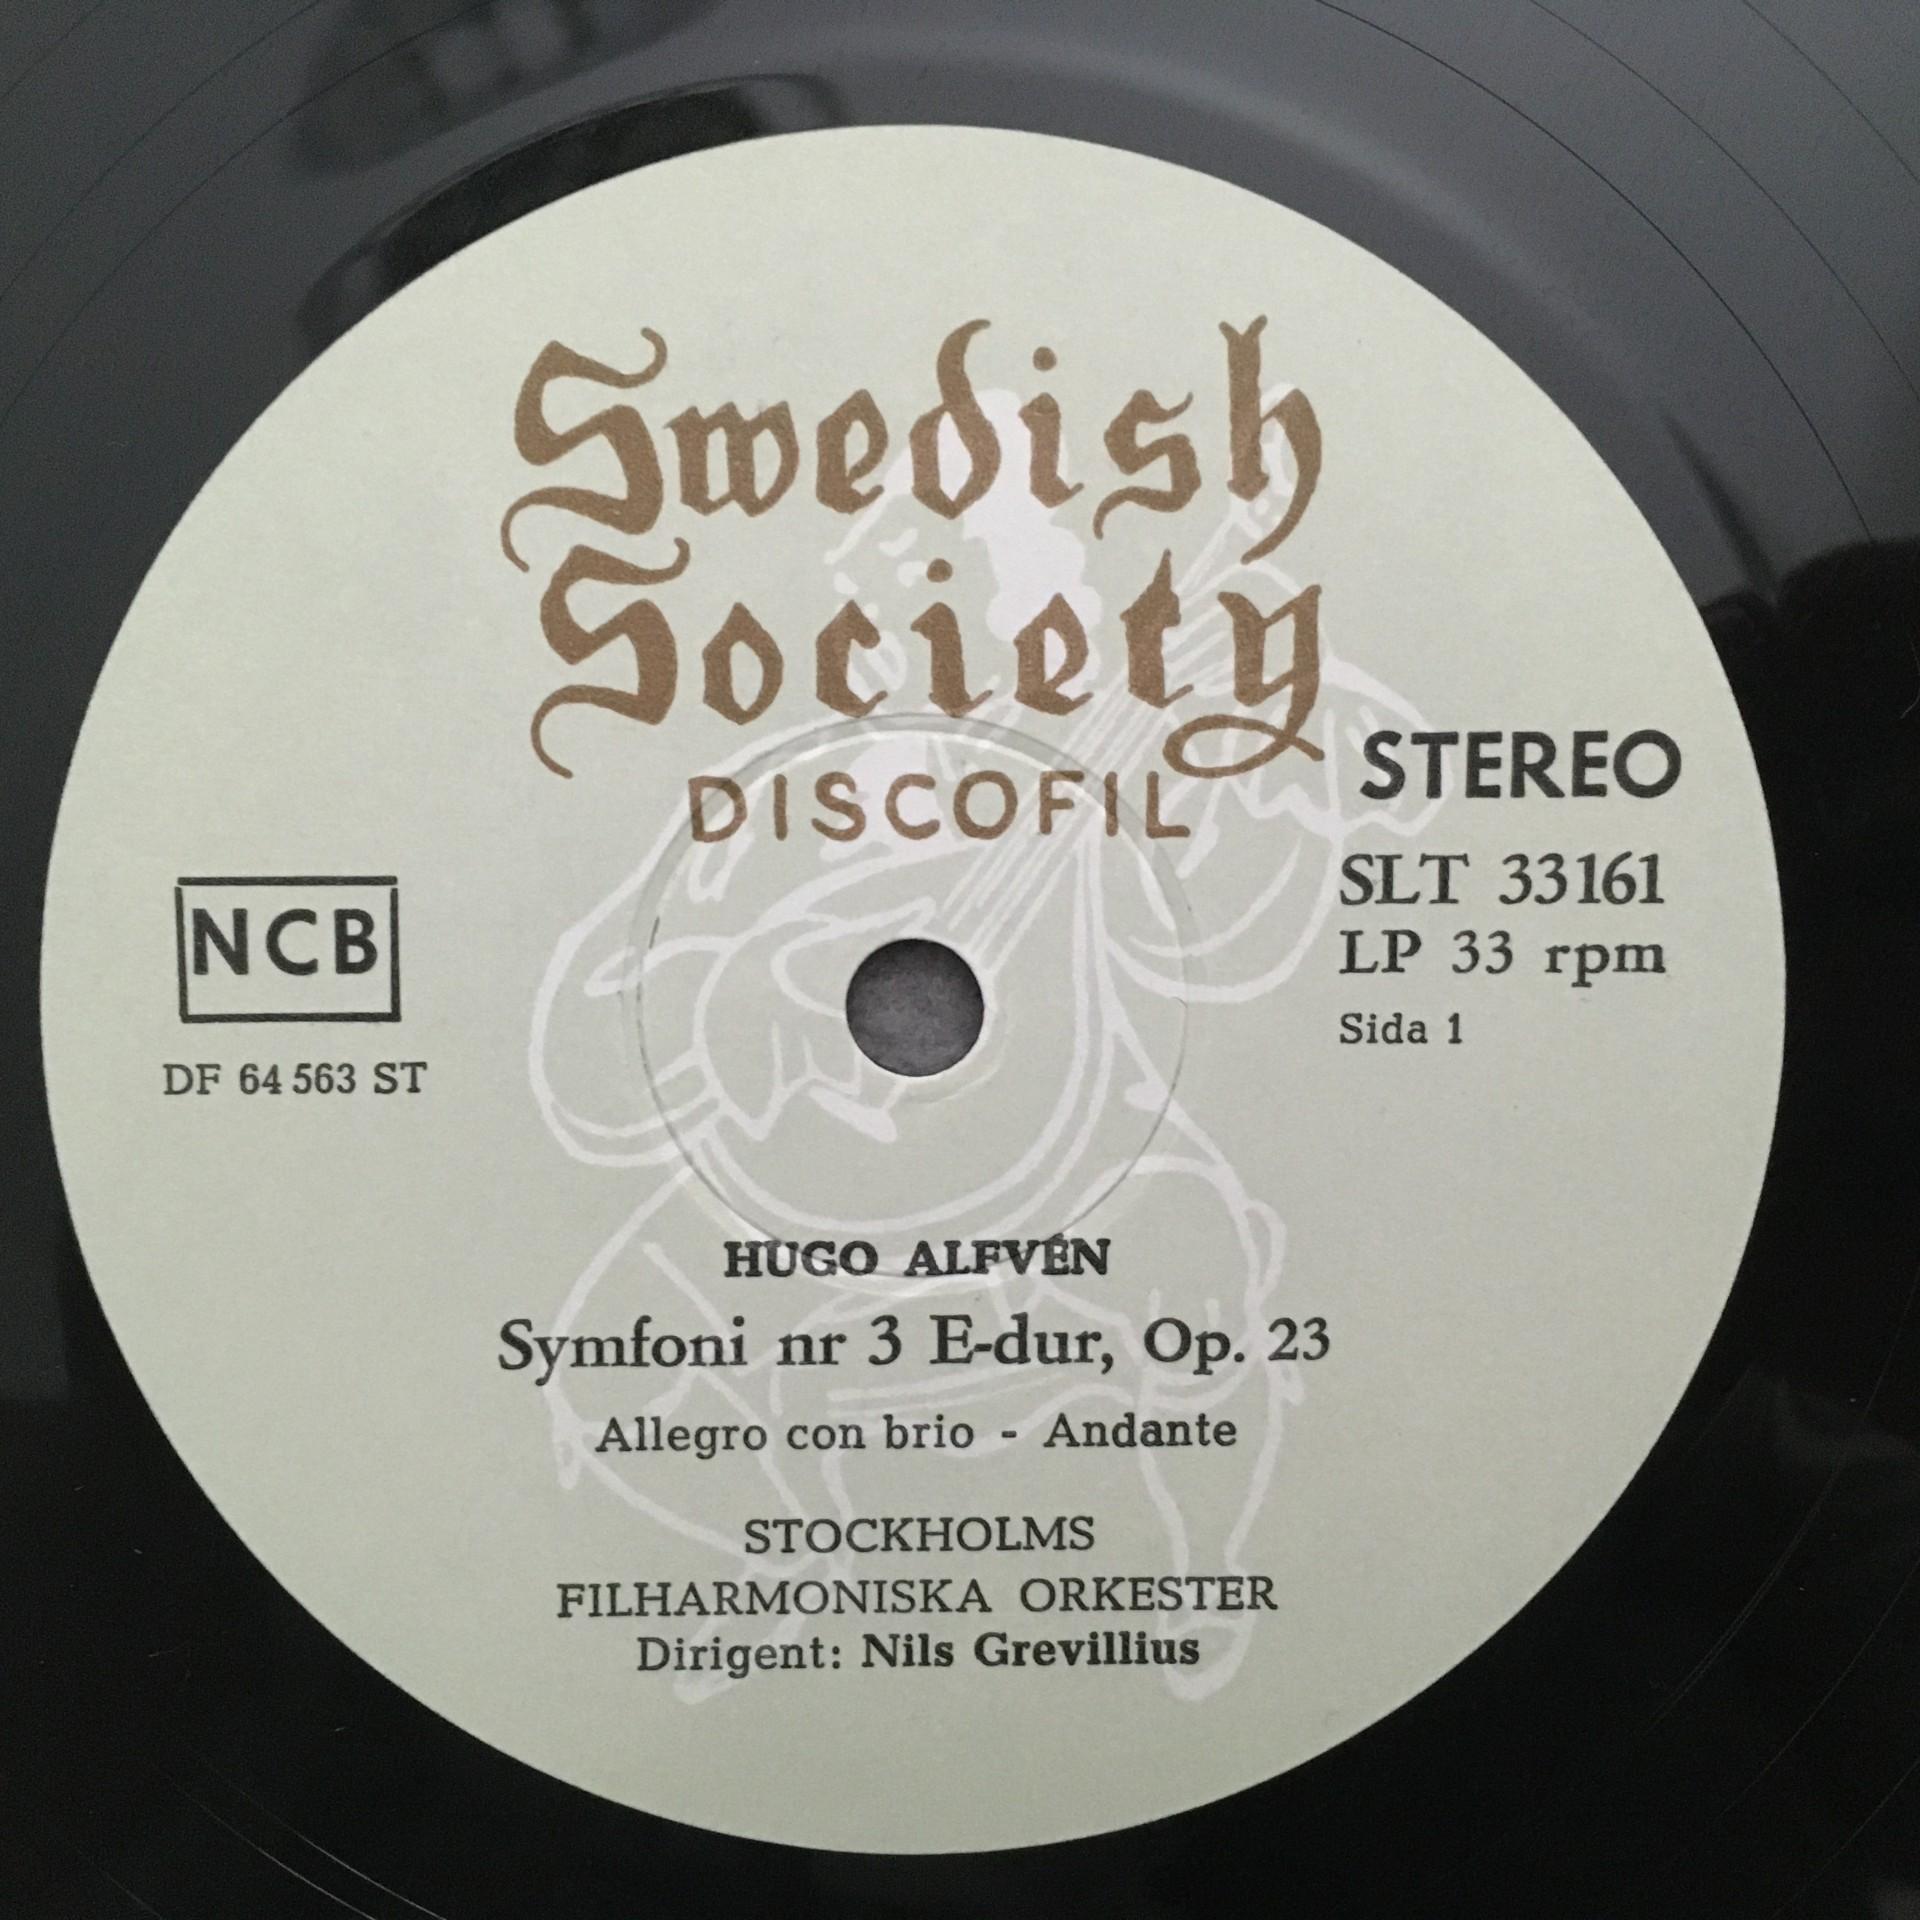 Swedish
Society
DISCOFIL
STEREO
SLT 33161
LP 33 rpm
Sida 1
NCB
DF 64 563 ST
HUGO ALFVÉN
Symfoni nr 3 E-dur, Op. 23
Allegro con brio - Andante
STOCKHOLMS
FILHARMONISKA ORKESTER
Dirigent: Nils Grevillius